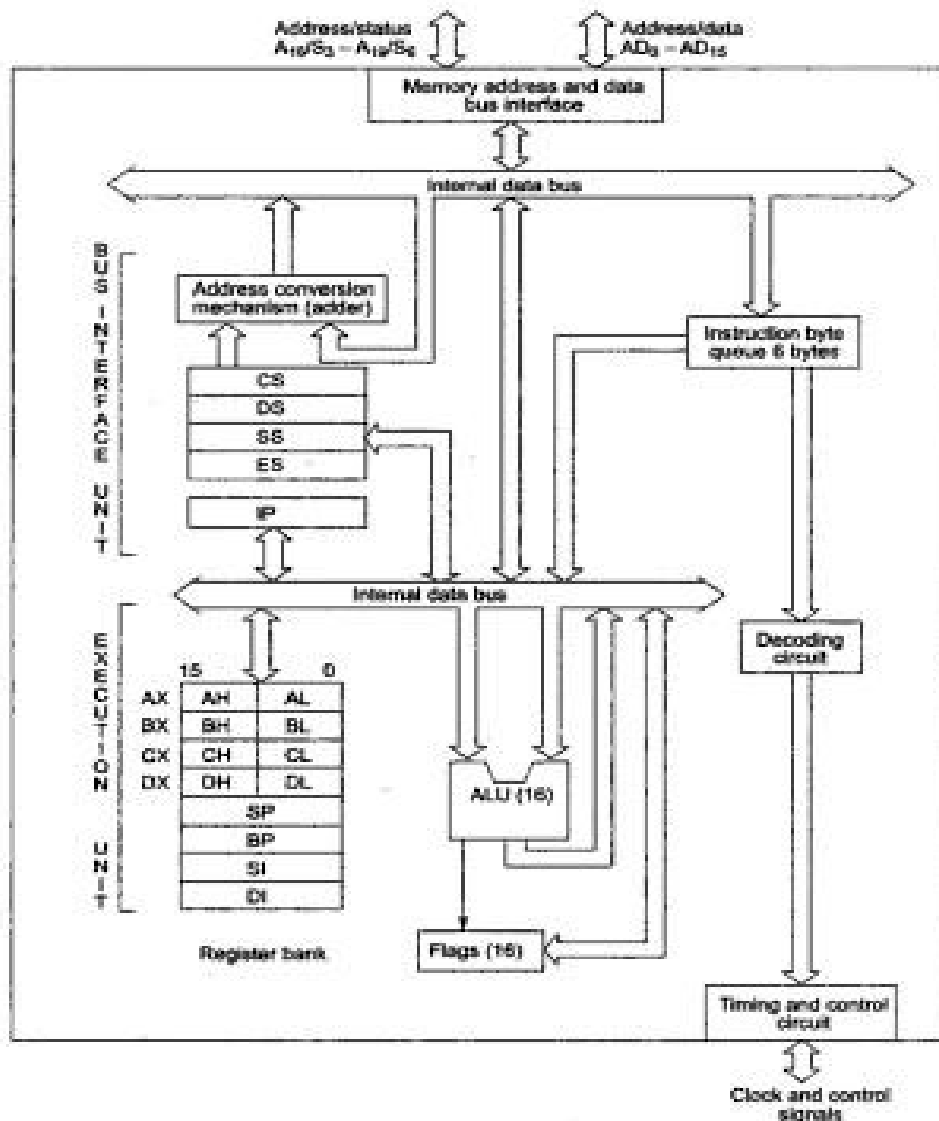 Address/status
A₁₆/S₃ – A₁₉/S₆
Address/data
AD₀ – AD₁₅
Memory address and data
bus interface
Internal data bus
BUS INTERFACE UNIT
Address conversion
mechanism (adder)
Instruction byte
queue 6 bytes
CS
DS
SS
ES
IP
Internal data bus
EXECUTION UNIT
15 0
AX AH AL
BX BH BL
CX CH CL
DX DH DL
SP
BP
SI
DI
Register bank
ALU (16)
Flags (16)
Decoding
circuit
Timing and control
circuit
Clock and control
signals